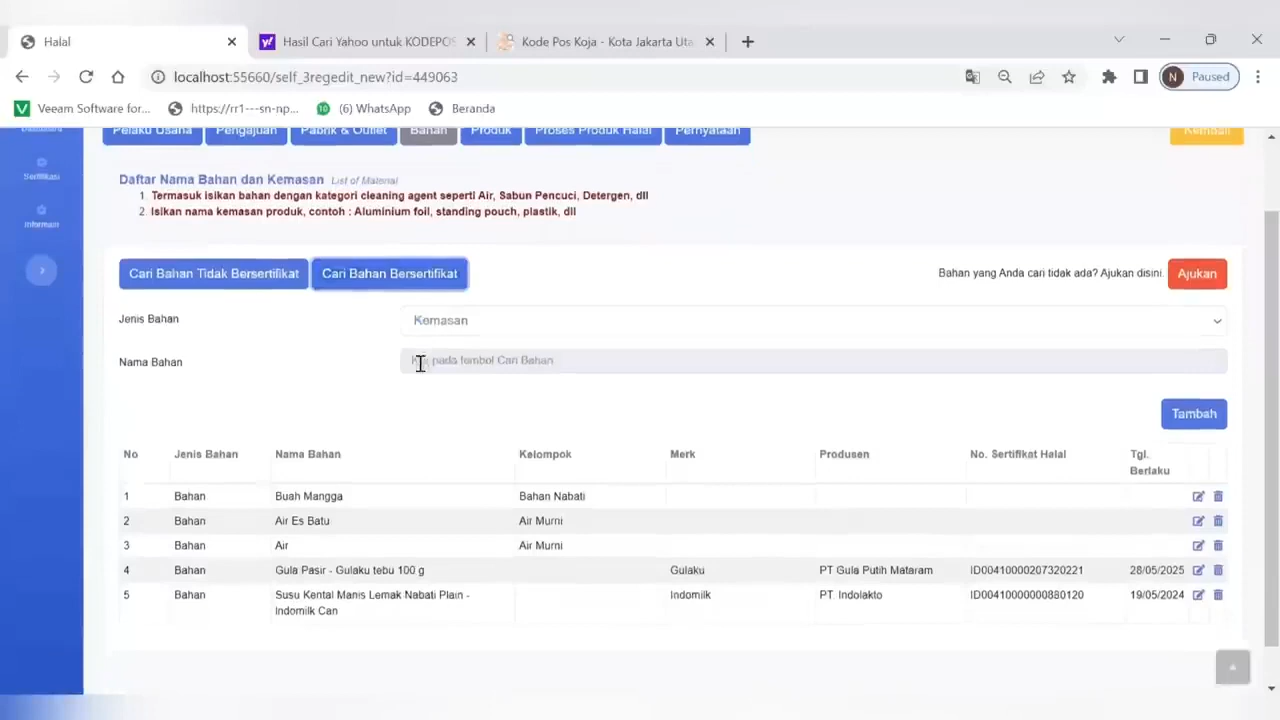 Halal
Hasil Cari Yahoo untuk KODEPOS
Kode Pos Koja - Kota Jakarta Uta
localhost:55660/self_3regedit_new?id=449063
N Paused
Veeam Software for...
https://rr1---sn-np...
(6) WhatsApp
Beranda
Pelaku Usaha
Pengajuan
Pabrik & Outlet
Bahan
Produk
Proses Produk Halal
Pernyataan
Kembali
Sertifikasi
Informasi
Daftar Nama Bahan dan Kemasan List of Material
1. Termasuk isikan bahan dengan kategori cleaning agent seperti Air, Sabun Pencuci, Detergen, dll
2. Isikan nama kemasan produk, contoh : Aluminium foil, standing pouch, plastik, dll
Cari Bahan Tidak Bersertifikat
Cari Bahan Bersertifikat
Bahan yang Anda cari tidak ada? Ajukan disini.
Ajukan
Jenis Bahan
Kemasan
Nama Bahan
pada tombol Cari Bahan
Tambah
No Jenis Bahan Nama Bahan Kelompok Merk Produsen No. Sertifikat Halal Tgl. Berlaku
1 Bahan Buah Mangga Bahan Nabati
2 Bahan Air Es Batu Air Murni
3 Bahan Air Air Murni
4 Bahan Gula Pasir - Gulaku tebu 100 g Gulaku PT Gula Putih Mataram ID00410000207320221 28/05/2025
5 Bahan Susu Kental Manis Lemak Nabati Plain - Indomilk PT. Indolakto ID00410000000880120 19/05/2024
Indomilk Can